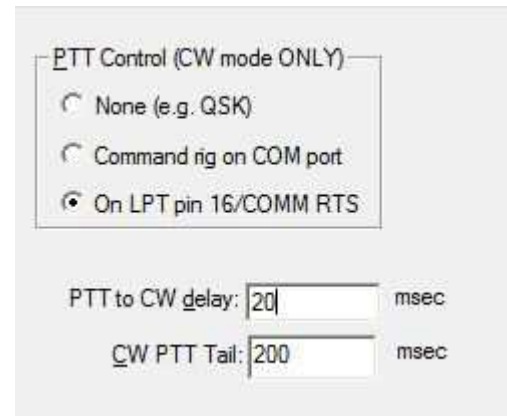 PTT Control (CW mode ONLY)
None (e.g. QSK)
Command rig on COM port
On LPT pin 16/COMM RTS
PTT to CW delay: 20 msec
CW PTT Tail: 200 msec